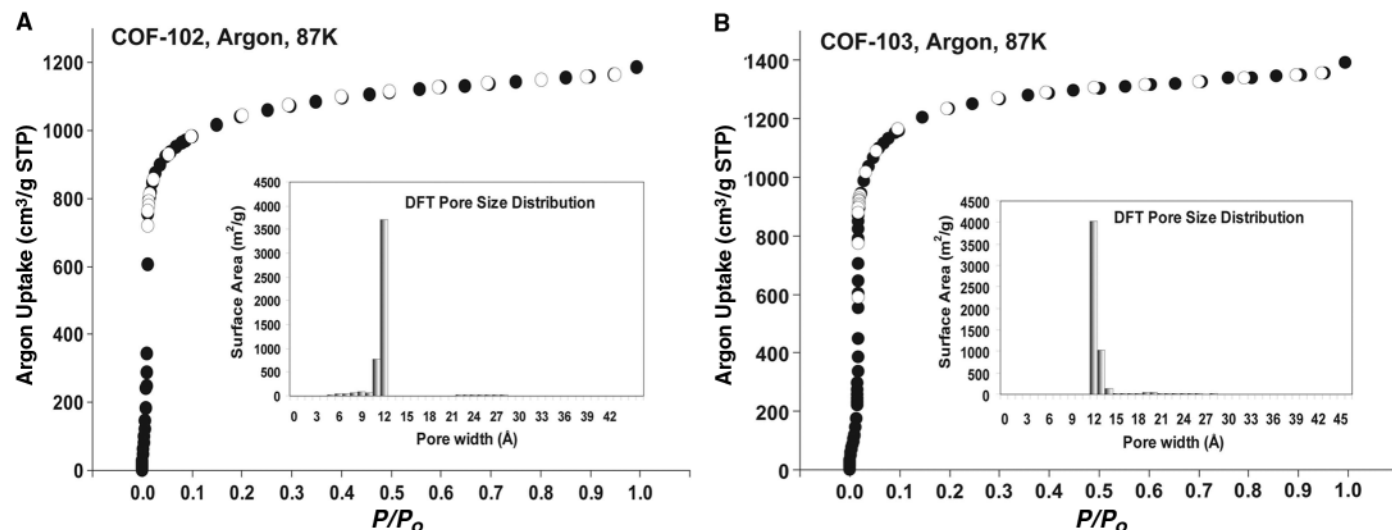 A
COF-102, Argon, 87K
Argon Uptake (cm³/g STP)
1200
1000
800
600
400
200
0
0.0 0.1 0.2 0.3 0.4 0.5 0.6 0.7 0.8 0.9 1.0
P/Po
DFT Pore Size Distribution
Surface Area (m²/g)
4500
4000
3500
3000
2500
2000
1500
1000
500
0
0 3 6 9 12 15 18 21 24 27 30 33 36 39 42
Pore width (Å)
B
COF-103, Argon, 87K
Argon Uptake (cm³/g STP)
1400
1200
1000
800
600
400
200
0
0.0 0.1 0.2 0.3 0.4 0.5 0.6 0.7 0.8 0.9 1.0
P/Po
DFT Pore Size Distribution
Surface Area (m²/g)
4500
4000
3500
3000
2500
2000
1500
1000
500
0
0 3 6 9 12 15 18 21 24 27 30 33 36 39 42 45
Pore width (Å)